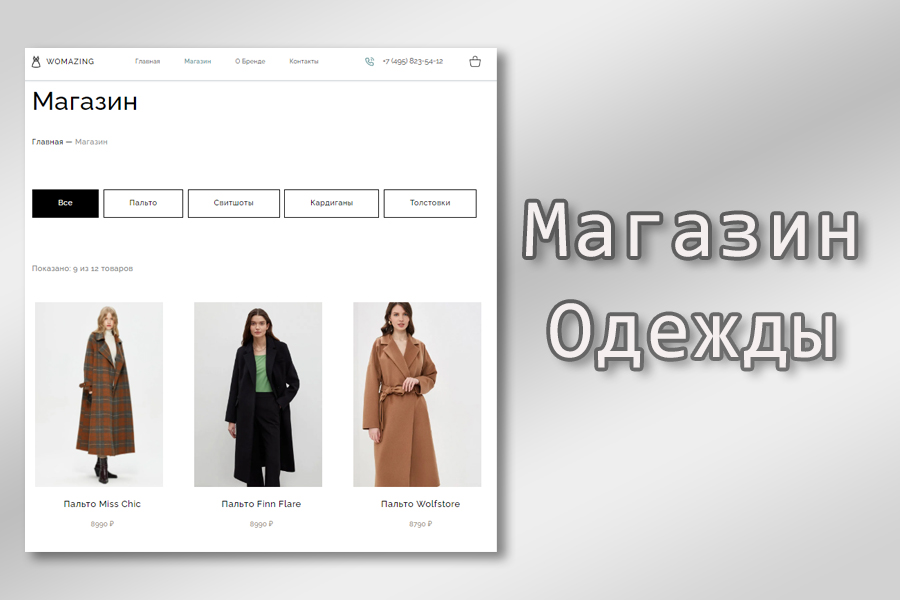 WOMAZING
Главная Магазин О Бренде Контакты
+7 (495) 823-54-12
Магазин
Главная — Магазин
Все Пальто Свитшоты Кардиганы Толстовки
Показано: 9 из 12 товаров
Пальто Miss Chic Пальто Finn Flare Пальто Wolfstore
8990 ₽ 8990 ₽ 8790 ₽
Магазин
Одежды